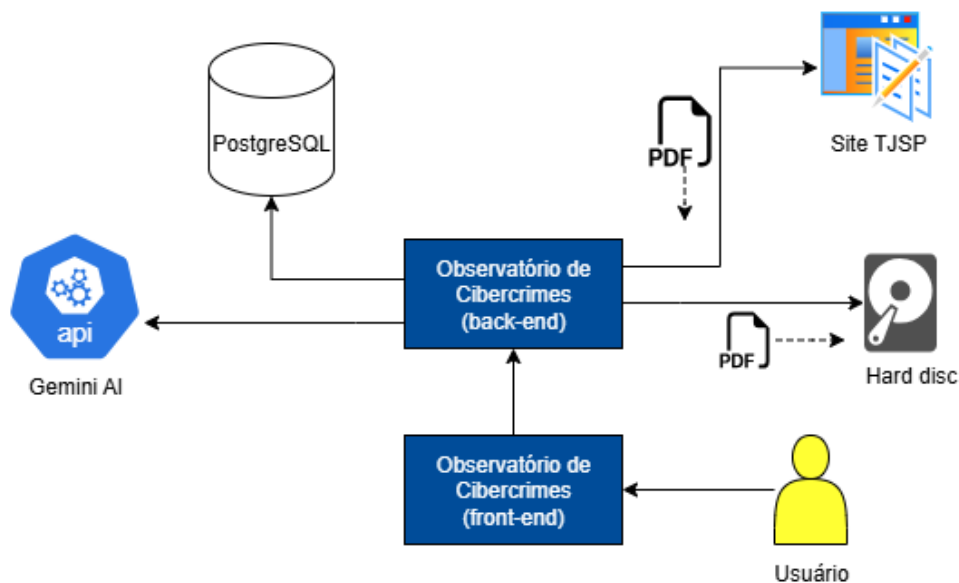 PostgreSQL
PDF
Site TJSP
Observatório de
Cibercrimes
(back-end)
api
Gemini AI
PDF
Hard disc
Observatório de
Cibercrimes
(front-end)
Usuário